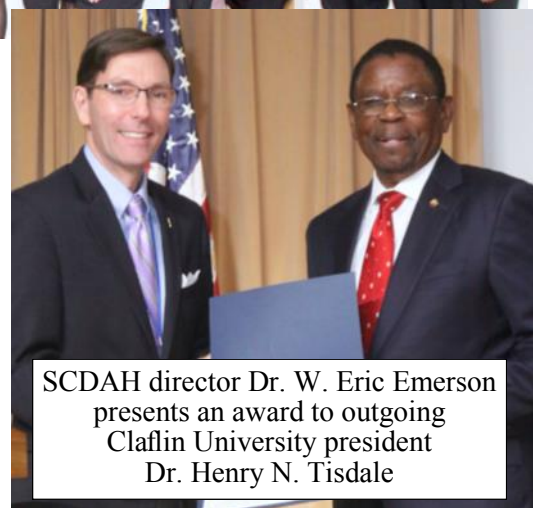 SCDAH director Dr. W. Eric Emerson
presents an award to outgoing
Claflin University president
Dr. Henry N. Tisdale